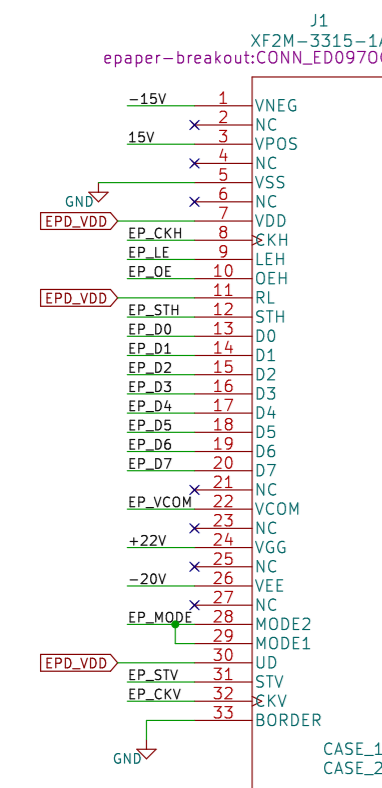 J1
XF2M-3315-1A
epaper-breakout:CONN_ED097O
-15V 1 VNEG
2 NC
15V 3 VPOS
4 NC
GND 5 VSS
6 NC
EPD_VDD 7 VDD
EP_CKH 8 CKH
EP_LE 9 LEH
EP_OE 10 OEH
EPD_VDD 11 RL
EP_STH 12 STH
EP_D0 13 D0
EP_D1 14 D1
EP_D2 15 D2
EP_D3 16 D3
EP_D4 17 D4
EP_D5 18 D5
EP_D6 19 D6
EP_D7 20 D7
21 NC
EP_VCOM 22 VCOM
23 NC
+22V 24 VGG
25 NC
-20V 26 VEE
27 NC
EP_MODE 28 MODE2
29 MODE1
EPD_VDD 30 UD
EP_STV 31 STV
EP_CKV 32 CKV
33 BORDER
GND
CASE_1
CASE_2